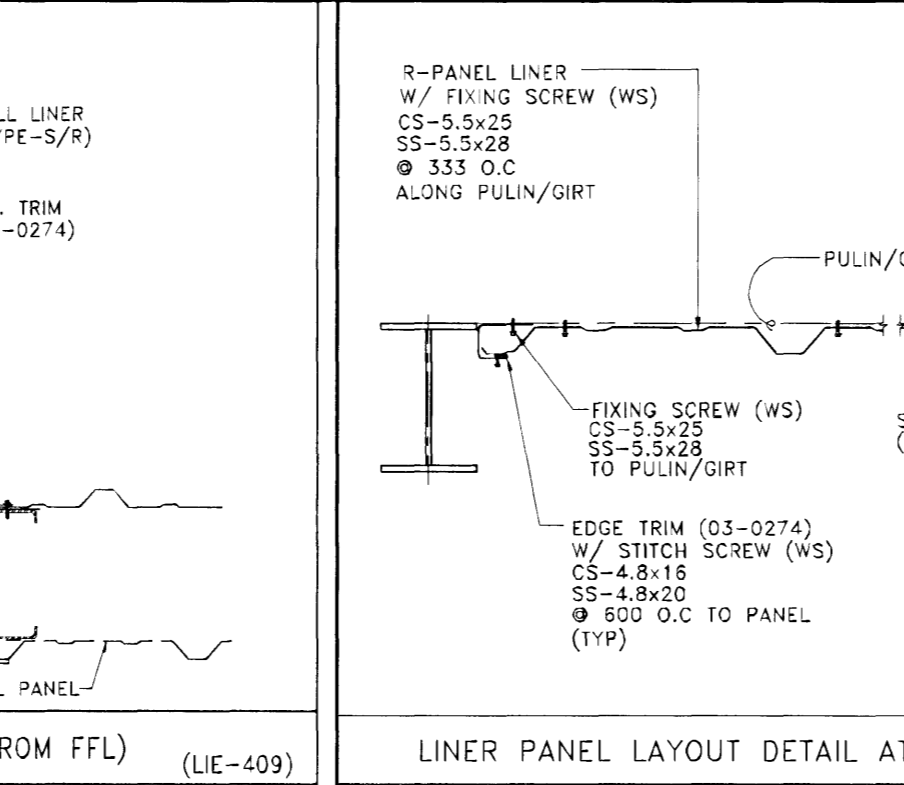 LINER
PE-S/R)
TRIM
-0274)
PANEL
ROM FFL)
(LIE-409)
R-PANEL LINER
W/ FIXING SCREW (WS)
CS-5.5x25
SS-5.5x28
@ 333 O.C
ALONG PULIN/GIRT
PULIN/
FIXING SCREW (WS)
CS-5.5x25
SS-5.5x28
TO PULIN/GIRT
EDGE TRIM (03-0274)
W/ STITCH SCREW (WS)
CS-4.8x16
SS-4.8x20
@ 600 O.C TO PANEL
(TYP)
LINER PANEL LAYOUT DETAIL AT